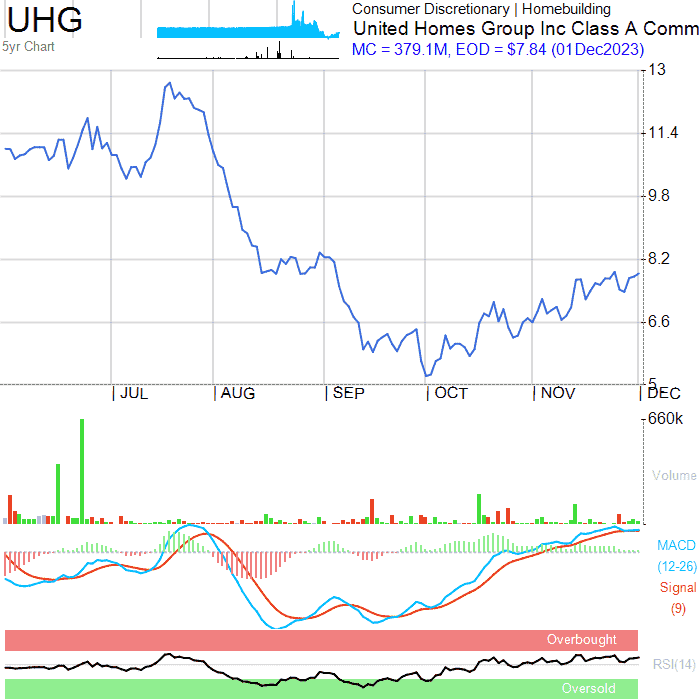 UHG
5yr Chart
Consumer Discretionary | Homebuilding
United Homes Group Inc Class A Comm
MC = 379.1M, EOD = $7.84 (01Dec2023)
13
11.4
9.8
8.2
6.6
5
JUL AUG SEP OCT NOV DEC
660k
Volume
MACD
(12-26)
Signal
(9)
Overbought
RSI(14)
Oversold